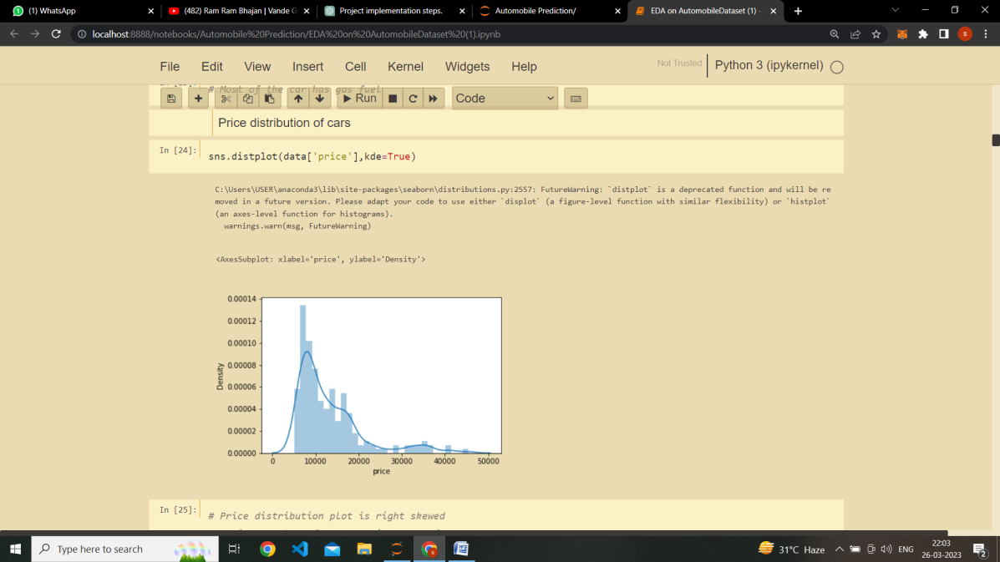 (1) WhatsApp
(482) Ram Ram Bhajan | Vande G
Project implementation steps.
Automobile Prediction/
EDA on AutomobileDataset (1) -
localhost:8888/notebooks/Automobile%20Prediction/EDA%20on%20AutomobileDataset%20(1).ipynb
S
File Edit View Insert Cell Kernel Widgets Help
Not Trusted
Python 3 (ipykernel)
# Most of the car has gas fuel
Run
Code
Price distribution of cars
In [24]:
sns.distplot(data['price'],kde=True)
C:\Users\USER\anaconda3\lib\site-packages\seaborn\distributions.py:2557: FutureWarning: `distplot` is a deprecated function and will be re
moved in a future version. Please adapt your code to use either `displot` (a figure-level function with similar flexibility) or `histplot`
(an axes-level function for histograms).
warnings.warn(msg, FutureWarning)
<AxesSubplot: xlabel='price', ylabel='Density'>
0.00014
0.00012
0.00010
0.00008
0.00006
0.00004
0.00002
0.00000
Density
0 10000 20000 30000 40000 50000
price
In [25]:
# Price distribution plot is right skewed
Type here to search
31°C Haze
ENG
22:03
26-03-2023
2